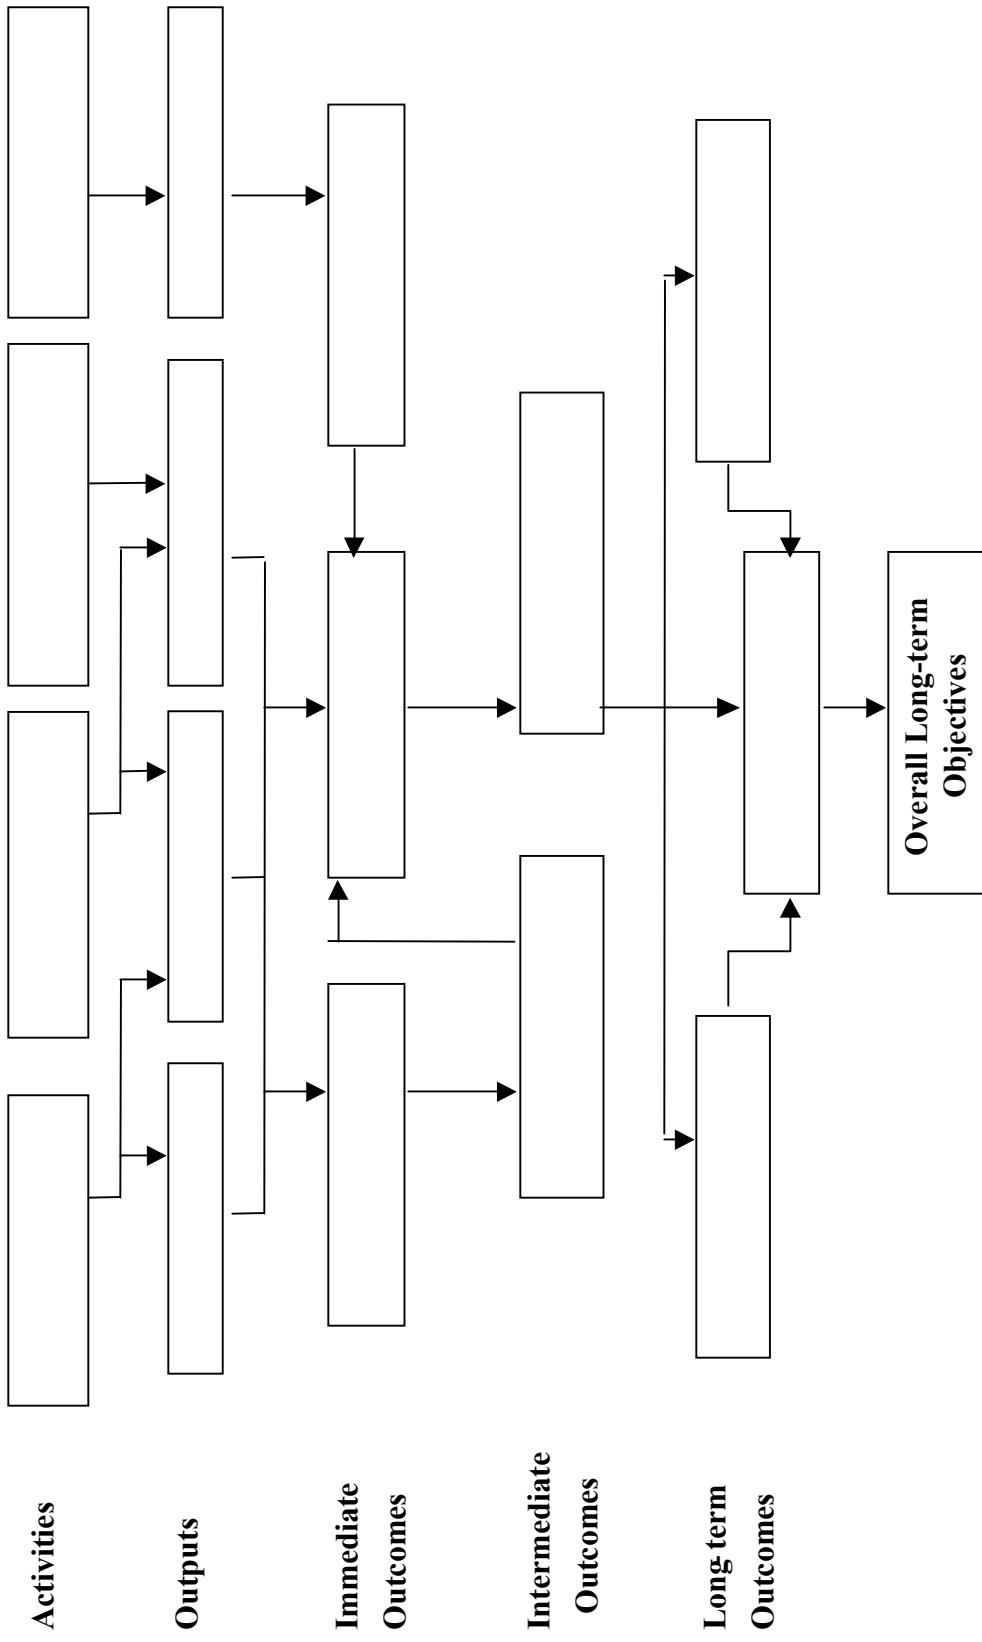 Activities
Outputs
Immediate
Outcomes
Intermediate
Outcomes
Long term
Outcomes
Overall Long-term
Objectives